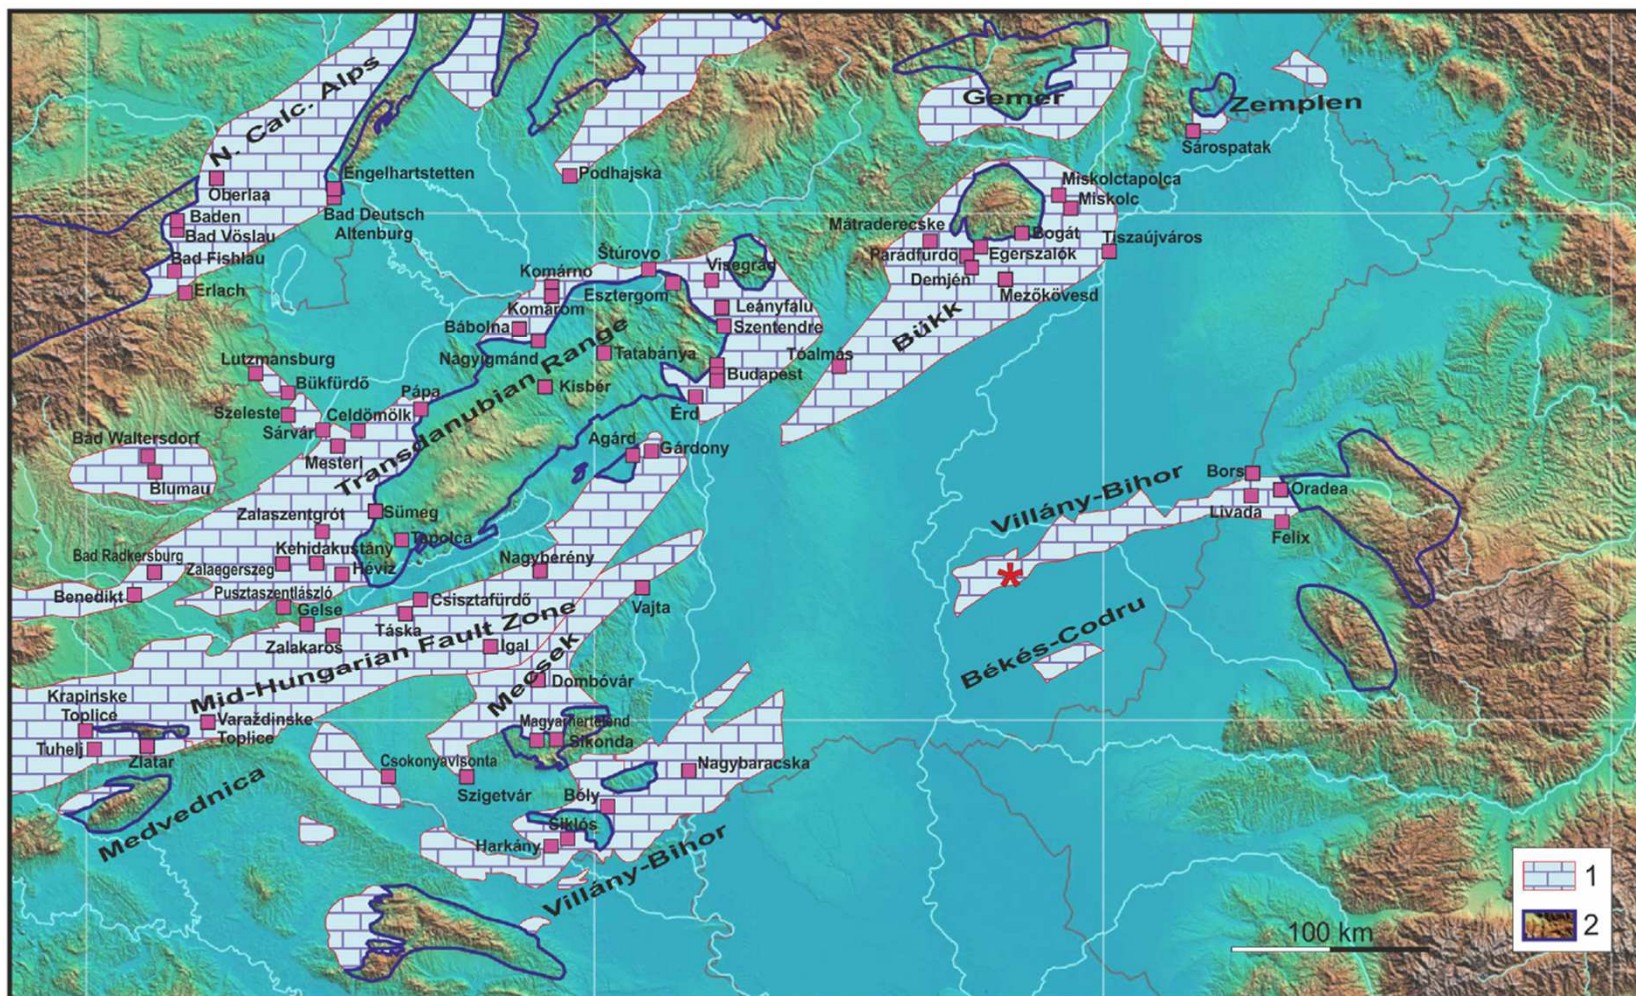 N. Calc. Alps
Gemer
Zemplen
Sárospatak
Engelhartstetten
Podhajska
Oberlaa
Bad Deutsch
Altenburg
Baden
Bad Vöslau
Miskolctapolca
Miskolc
Mátraderecske
Bogát
Tiszaújváros
Parádfurdo
Egerszalók
Demjén
Mezőkövesd
Bad Fishlau
Erlach
Štúrovo
Komárno
Visegrád
Esztergom
Komárom
Leányfalu
Bábolna
Szentendre
Bükk
Nagyigmánd
Tatabánya
Tóalmás
Lutzmansburg
Budapest
Bükfürdő
Kisbér
Pápa
Érd
Szeleste
Celdömölk
Sárvár
Transdanubian Range
Bad Waltersdorf
Agárd
Gárdony
Mesteri
Blumau
Bors
Oradea
Villány-Bihor
Livada
Sümeg
Zalaszentgrót
Tapolca
Felix
Kehidakustány
Bad Radkersburg
Nagyberény
Zalaegerszeg
Hévíz
Benedikt
Pusztaszentlászló
Gelse
Csisztafürdő
Vajta
Táska
Zalakaros
Igal
Békés-Codru
Mid-Hungarian Fault Zone
Mecsek
Dombóvár
Krapinske
Toplice
Varaždinske
Toplice
Magyarhertelend
Sikonda
Tuhelj
Zlatar
Csokonyavisonta
Szigetvár
Nagybaracska
Bóly
Medvednica
Siklós
Harkány
Villány-Bihor
1
2
100 km